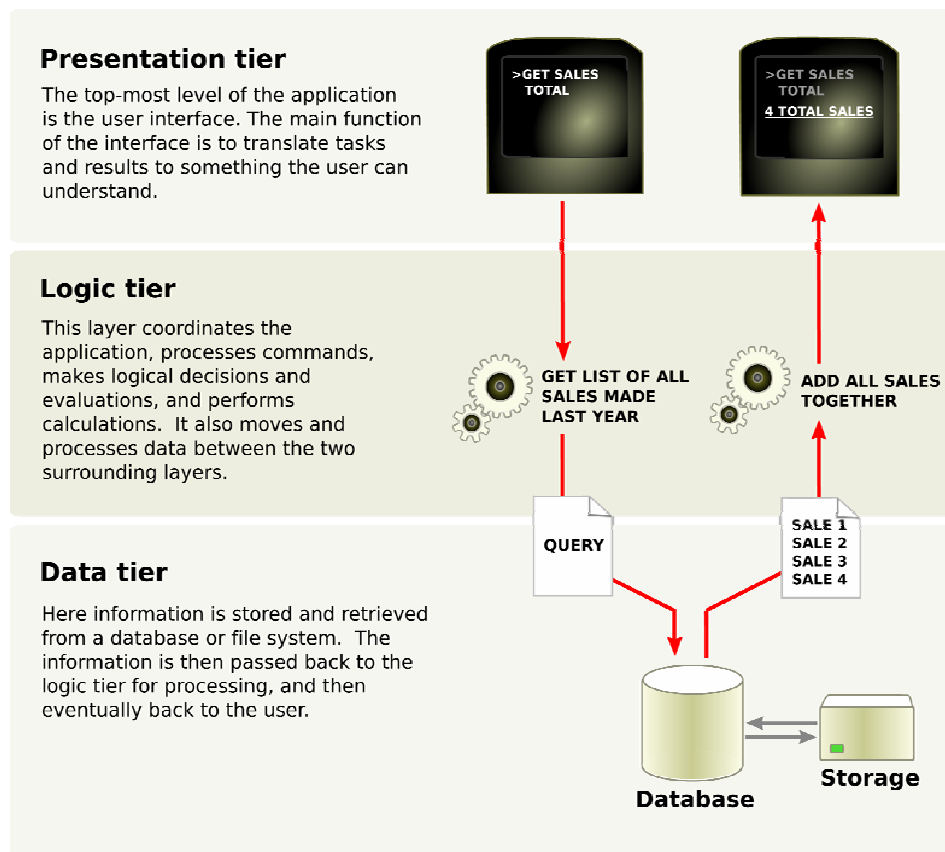 Presentation tier
The top-most level of the application
is the user interface. The main function
of the interface is to translate tasks
and results to something the user can
understand.
>GET SALES
TOTAL
>GET SALES
TOTAL
4 TOTAL SALES
Logic tier
This layer coordinates the
application, processes commands,
makes logical decisions and
evaluations, and performs
calculations.  It also moves and
processes data between the two
surrounding layers.
GET LIST OF ALL
SALES MADE
LAST YEAR
ADD ALL SALES
TOGETHER
QUERY
SALE 1
SALE 2
SALE 3
SALE 4
Data tier
Here information is stored and retrieved
from a database or file system.  The
information is then passed back to the
logic tier for processing, and then
eventually back to the user.
Database
Storage